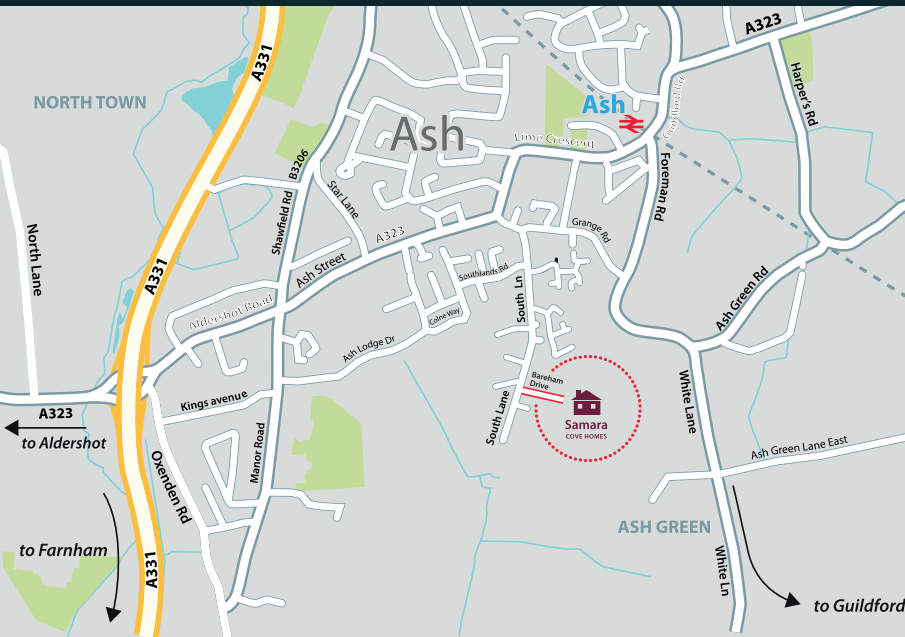 A323
A331
NORTH TOWN
Harper's Rd
Ash
Ash
Lime Crescent
Guildford Rd
B3206
Foreman Rd
Star Lane
Shawfield Rd
North Lane
A323
Grange Rd
Ash Street
A331
Southlands Rd
South Ln
Ash Green Rd
Aldershot Road
Colne Way
Ash Lodge Dr
Bareham
Drive
Kings avenue
White Lane
A323
to Aldershot
South Lane
Samara
COVE HOMES
Manor Road
Ash Green Lane East
Oxenden Rd
ASH GREEN
to Farnham
A331
White Ln
to Guildford